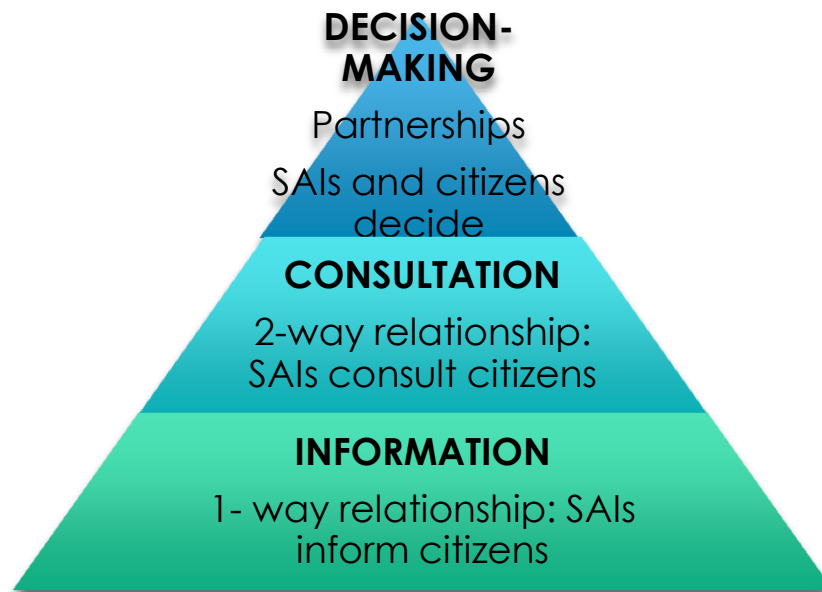 DECISION-
MAKING
Partnerships
SAIs and citizens
decide
CONSULTATION
2-way relationship:
SAIs consult citizens
INFORMATION
1- way relationship: SAIs
inform citizens